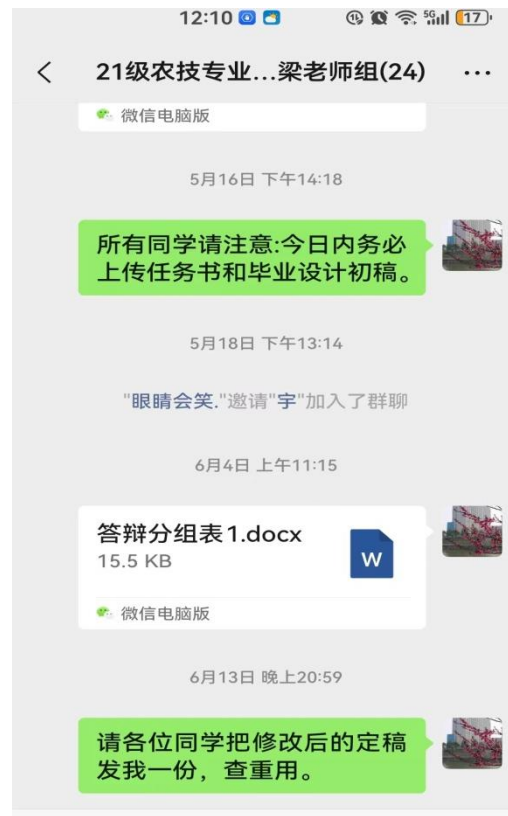 12:10
5G
17
21级农技专业...梁老师组(24)
微信电脑版
5月16日 下午14:18
所有同学请注意:今日内务必
上传任务书和毕业设计初稿。
5月18日 下午13:14
"眼睛会笑."邀请"宇"加入了群聊
6月4日 上午11:15
答辩分组表1.docx
15.5 KB
W
微信电脑版
6月13日 晚上20:59
请各位同学把修改后的定稿
发我一份，查重用。